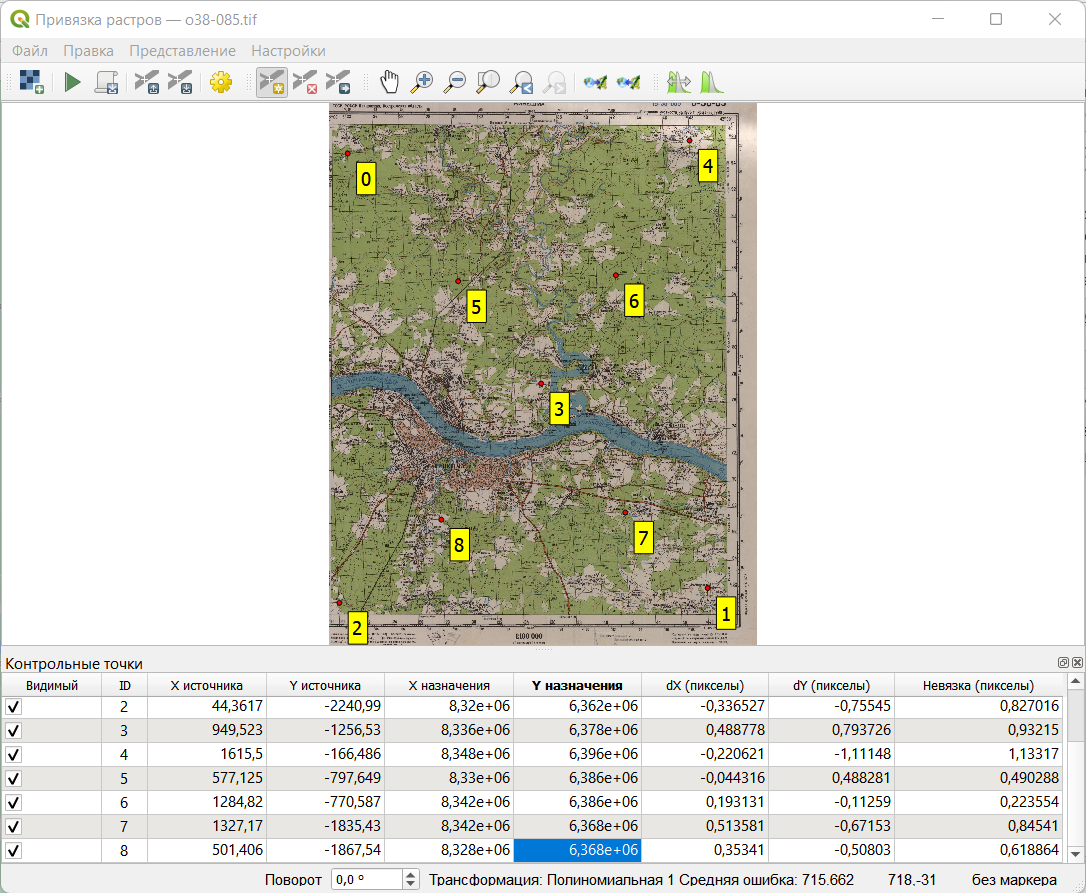 Привязка растров — o38-085.tif
Файл Правка Представление Настройки
0
4
5
6
3
8
7
2
1
1:100 000
Контрольные точки
Видимый ID X источника Y источника X назначения Y назначения dX (пикселы) dY (пикселы) Невязка (пикселы)
2 44,3617 -2240,99 8,32e+06 6,362e+06 -0,336527 -0,75545 0,827016
3 949,523 -1256,53 8,336e+06 6,378e+06 0,488778 0,793726 0,93215
4 1615,5 -166,486 8,348e+06 6,396e+06 -0,220621 -1,11148 1,13317
5 577,125 -797,649 8,33e+06 6,386e+06 -0,044316 0,488281 0,490288
6 1284,82 -770,587 8,342e+06 6,386e+06 0,193131 -0,11259 0,223554
7 1327,17 -1835,43 8,342e+06 6,368e+06 0,513581 -0,67153 0,84541
8 501,406 -1867,54 8,328e+06 6,368e+06 0,35341 -0,50803 0,618864
Поворот 0,0 ° Трансформация: Полиномиальная 1 Средняя ошибка: 715.662 718,-31 без маркера